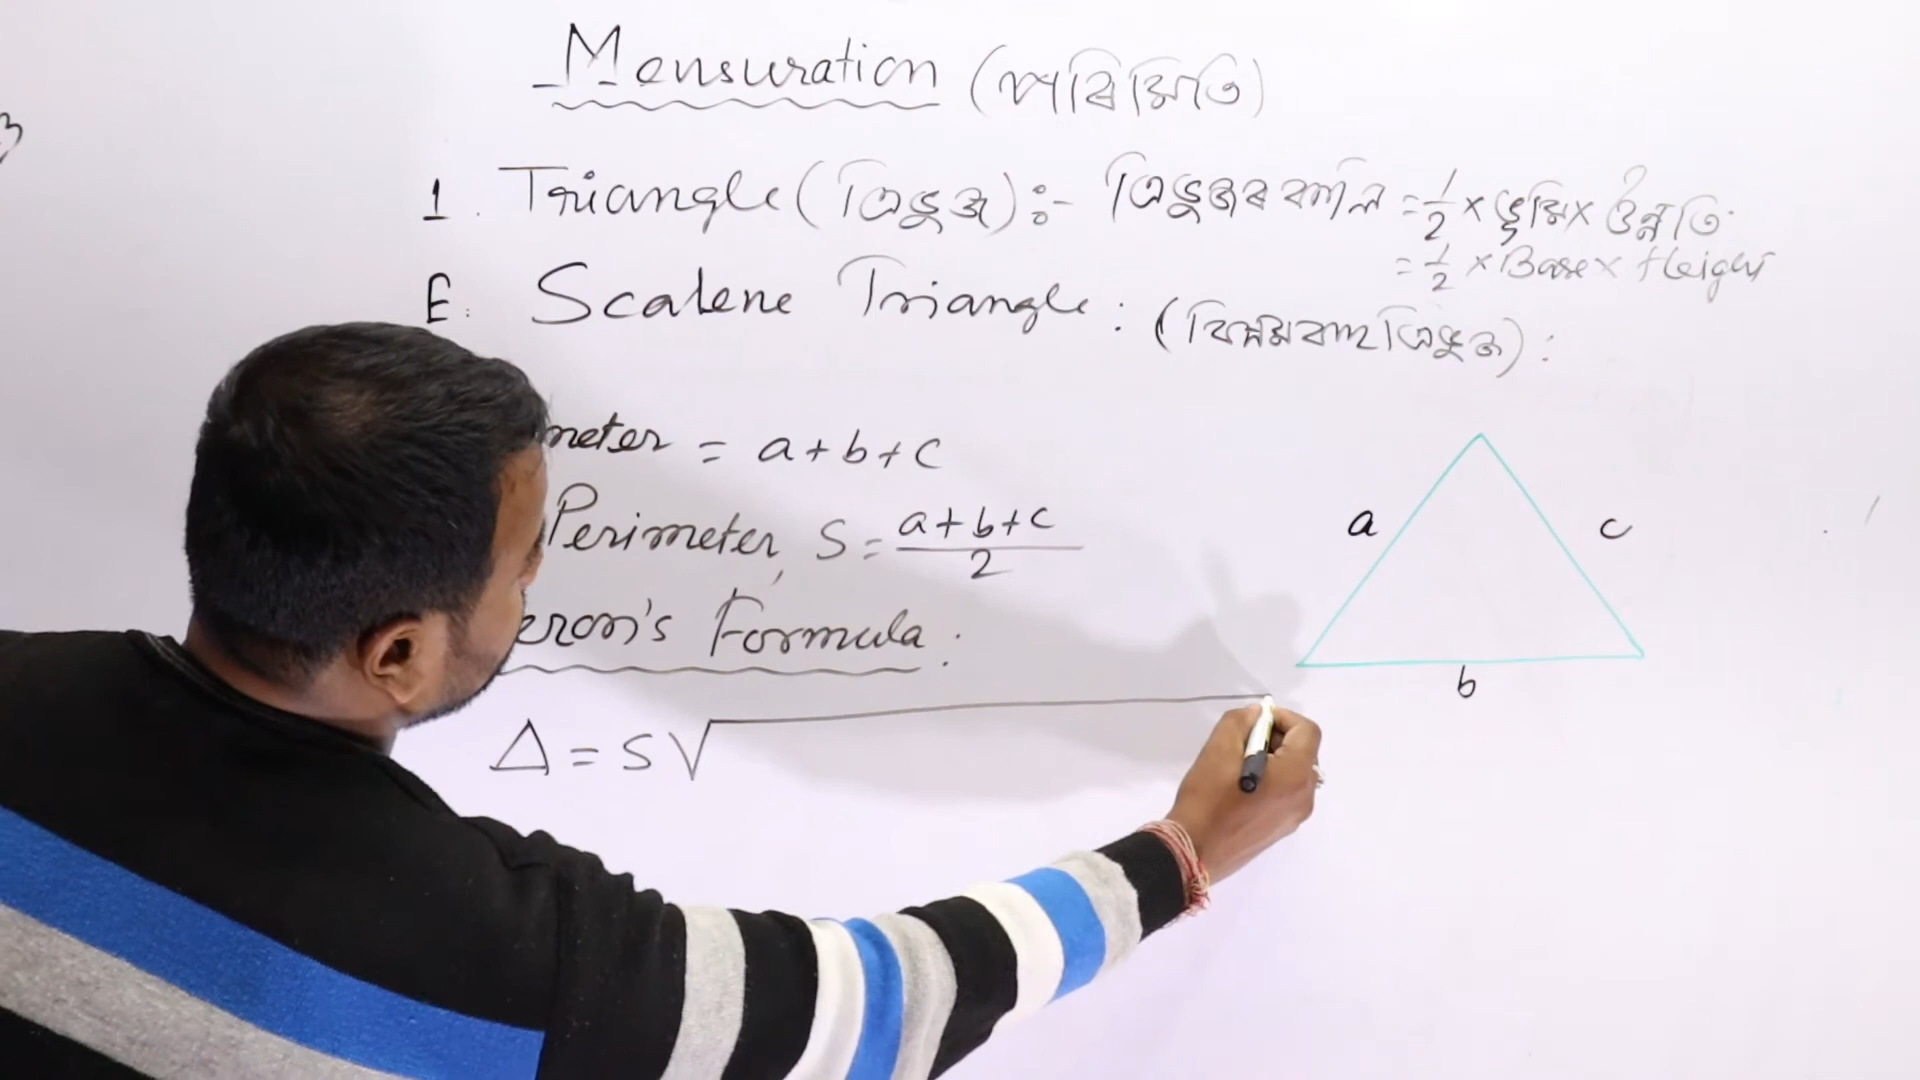 Mensuration (পৰিমিতি)
1. Triangle (ত্ৰিভুজ) :- ত্ৰিভুজৰ কালি = 1/2 × ভূমি × উন্নতি
= 1/2 × Base × Height
E. Scalene Triangle : (বিষমবাহু ত্ৰিভুজ) :
meter = a+b+c
Perimeter, S = a+b+c/2
eron's Formula :
Δ = S√
a
c
b